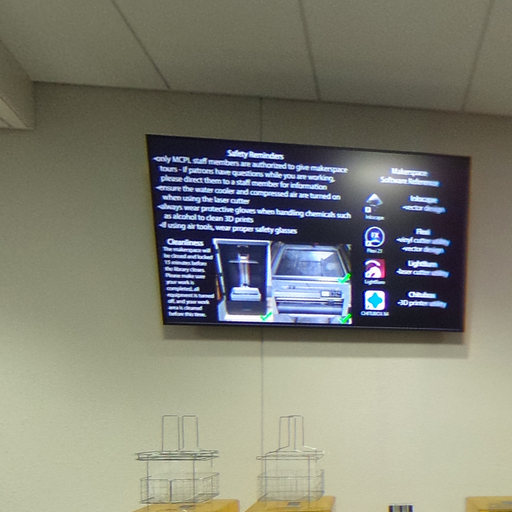 Safety Reminders
-only MCPL staff members are authorized to give makerspace
tours - if patrons have questions while you are working,
please direct them to a staff member for information
-ensure the water cooler and compressed air are turned on
when using the laser cutter
-always wear protective gloves when handling chemicals such
as alcohol to clean 3D prints
-if using air tools, wear proper safety glasses
Cleanliness
The makerspace will
be closed and locked
15 minutes before
the library closes.
Please make sure
your work is
completed, all
equipment is turned
off, and your work
area is cleaned
before this time.
Makerspace
Software Reference
Inkscape
Inkscape
-vector design
FX
Flexi 23
Flexi
-vinyl cutter utility
-vector design
LightBurn
LightBurn
-laser cutter utility
CHITUBOX 64
Chitubox
-3D printer utility